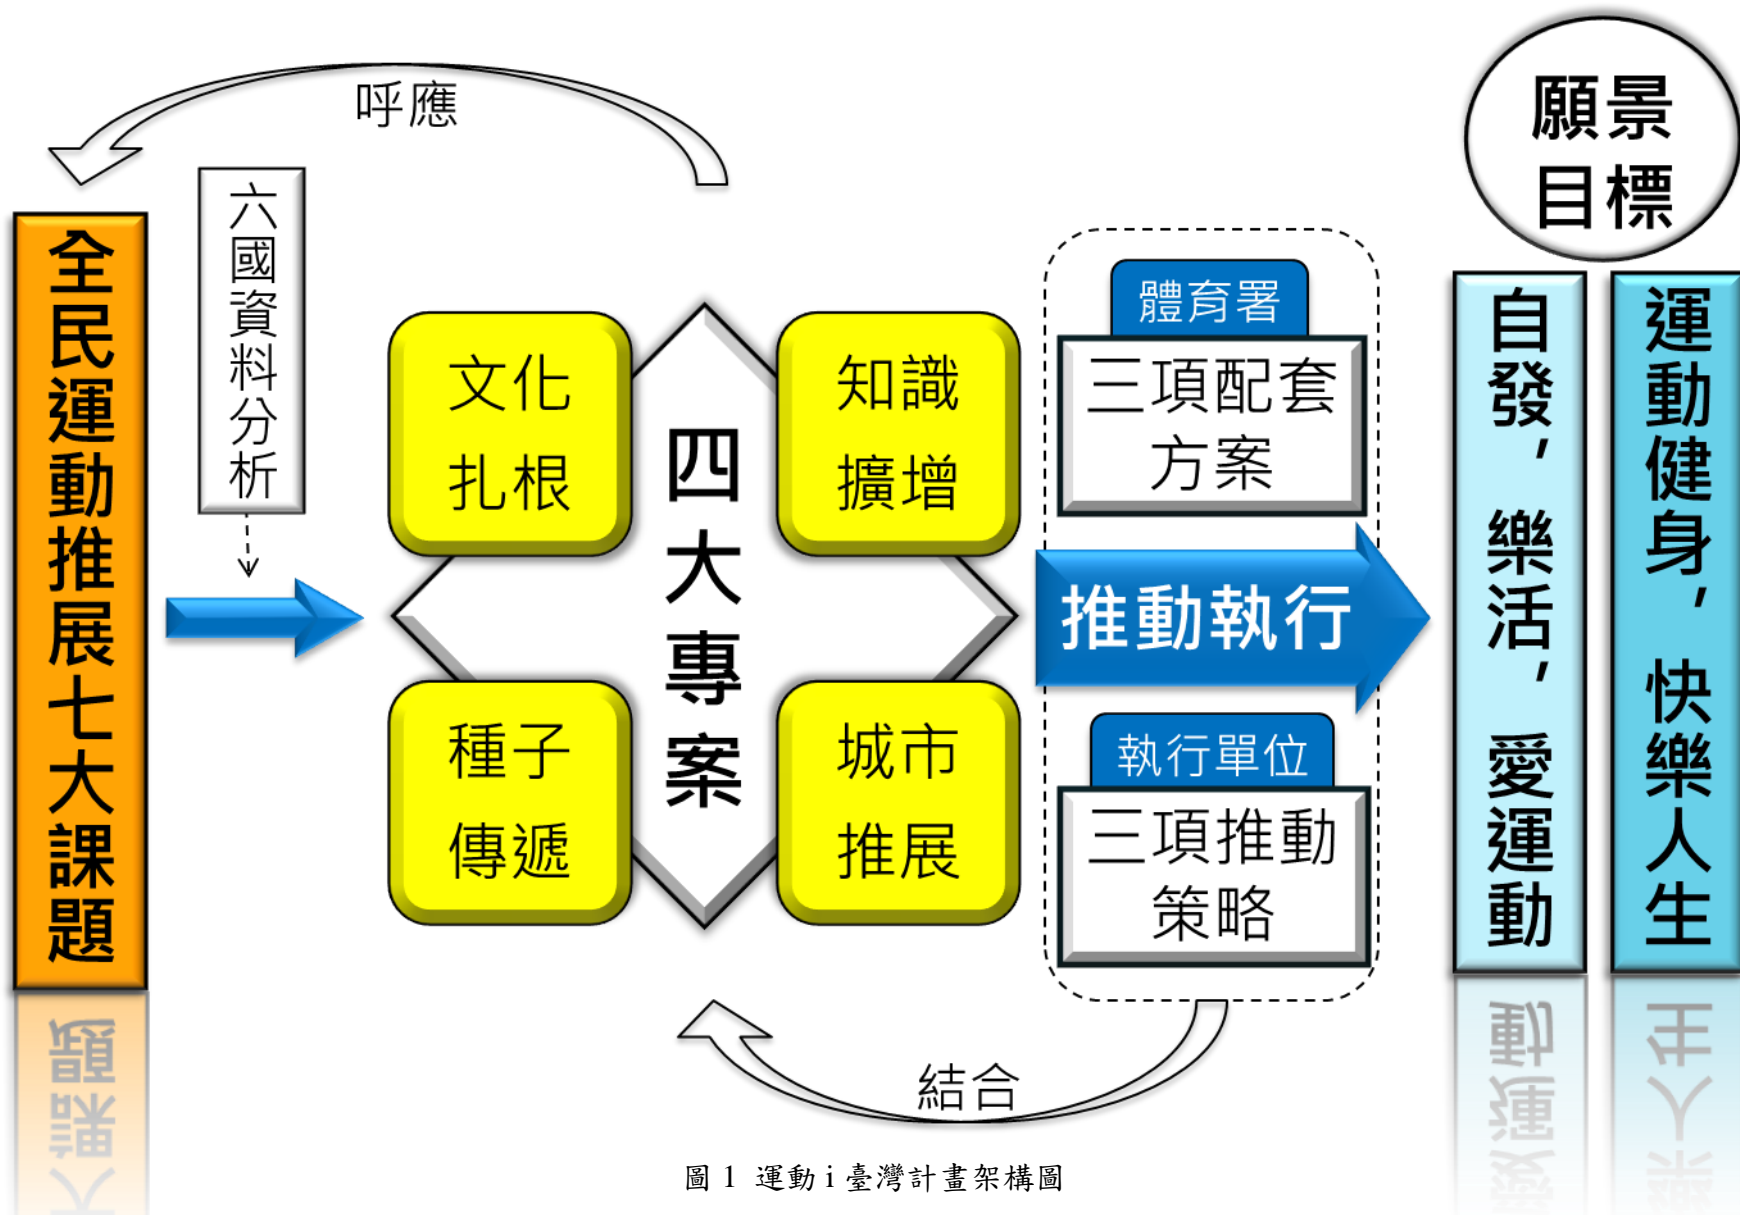 呼應
六國資料分析
全民運動推展七大課題
文化
扎根
知識
擴增
四大專案
種子
傳遞
城市
推展
體育署
三項配套
方案
推動執行
執行單位
三項推動
策略
結合
願景
目標
自發，樂活，愛運動
運動健身，快樂人生
圖 1 運動 i 臺灣計畫架構圖